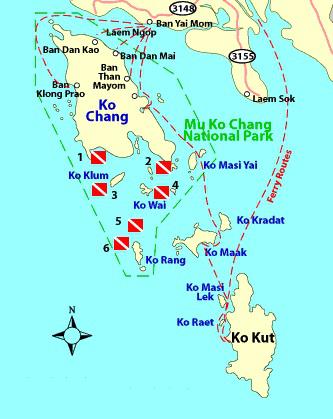 3148
Ban Yai Mom
Laem Ngop
Ban Dan Kao
Ban Dan Mai
3155
Ban
Than
Mayom
Ban
Klong Prao
Laem Sok
Ko
Chang
Mu Ko Chang
National Park
1
2
Ko Masi Yai
Ferry Routes
Ko Klum
3
4
Ko Wai
5
Ko Kradat
6
Ko Maak
Ko Rang
Ko Masi
Lek
Ko Raet
Ko Kut
N
W
E
S